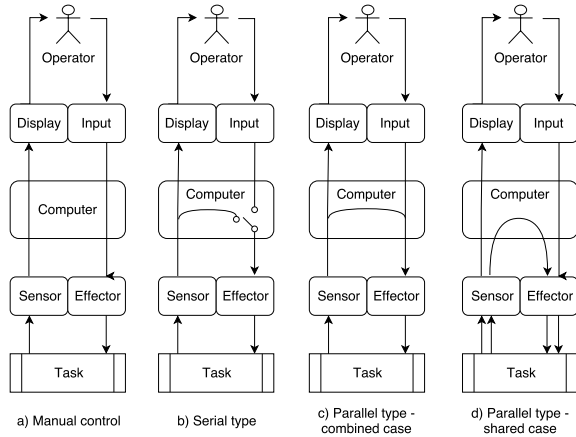 Operator
Operator
Operator
Operator
Display Input
Display Input
Display Input
Display Input
Computer
Computer
Computer
Computer
Sensor Effector
Sensor Effector
Sensor Effector
Sensor Effector
Task
Task
Task
Task
a) Manual control
b) Serial type
c) Parallel type -
combined case
d) Parallel type -
shared case